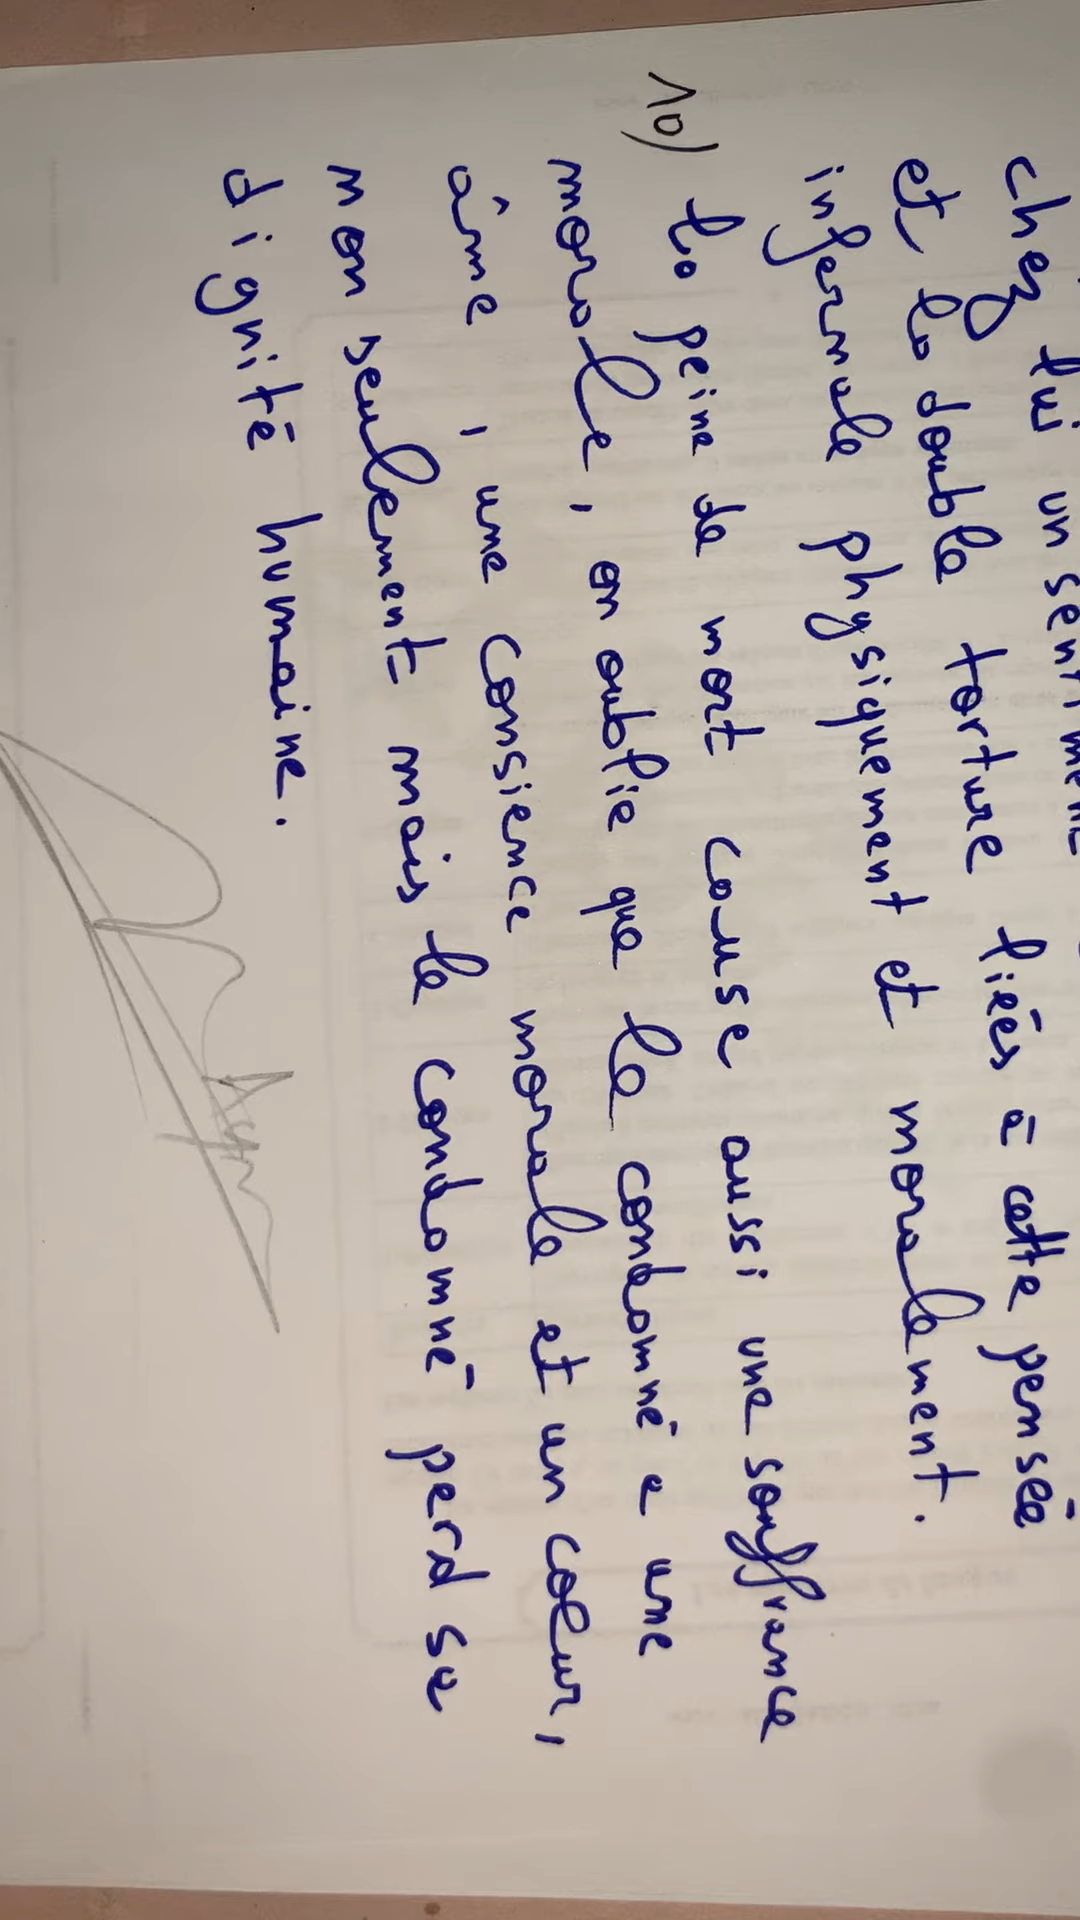 chez lui un sentiment
et la double torture liées à cette pensée
infernale physiquement et moralement.
10) La peine de mort cause aussi une souffrance
morale, on oublie que le condamné a une
âme, une consience morale et un cœur,
non seulement mais le condamné perd sa
dignité humaine.